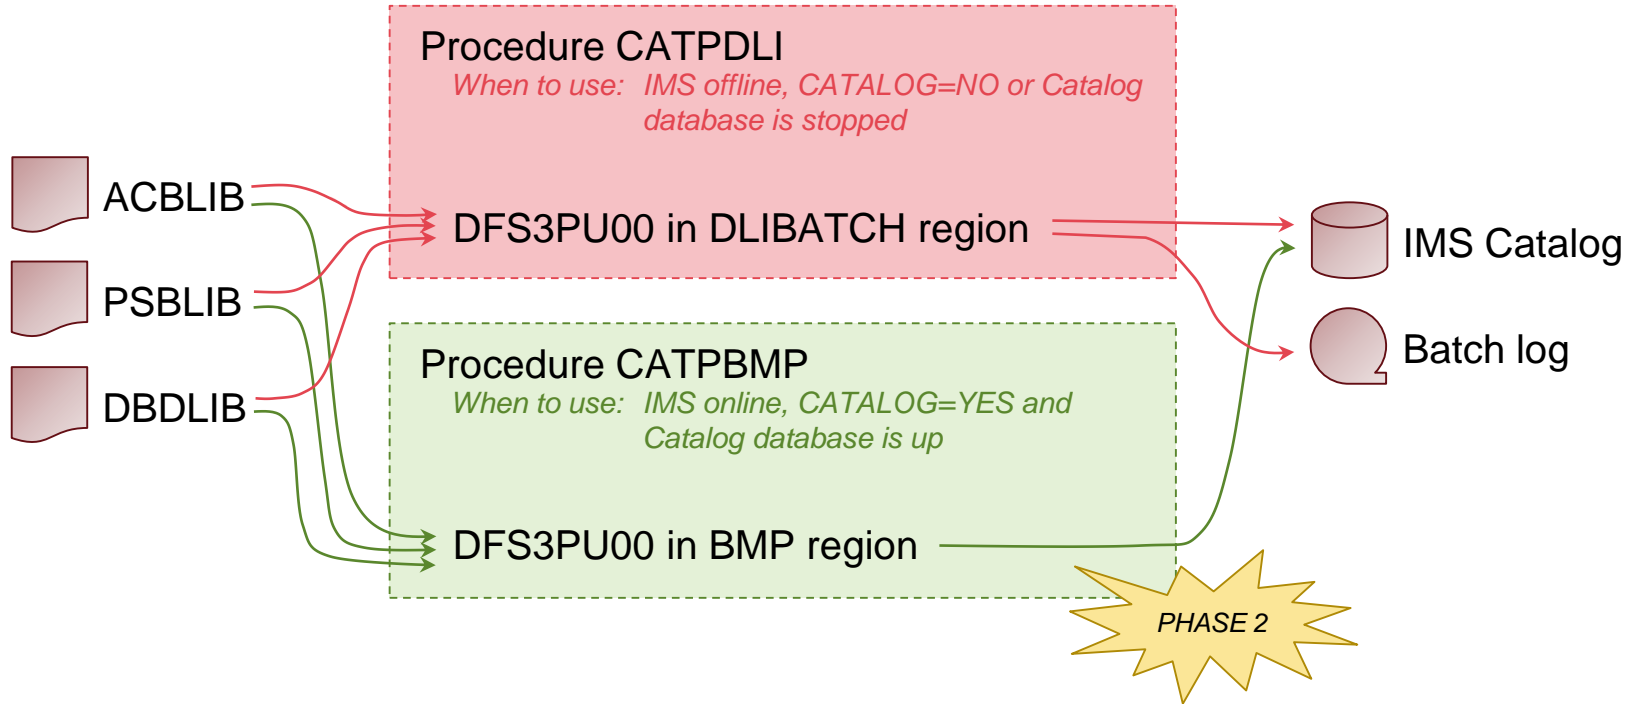 Procedure CATPDLI
When to use: IMS offline, CATALOG=NO or Catalog
database is stopped
ACBLIB
DFS3PU00 in DLIBATCH region
IMS Catalog
PSBLIB
Procedure CATPBMP
Batch log
When to use: IMS online, CATALOG=YES and
Catalog database is up
DBDLIB
DFS3PU00 in BMP region
PHASE 2